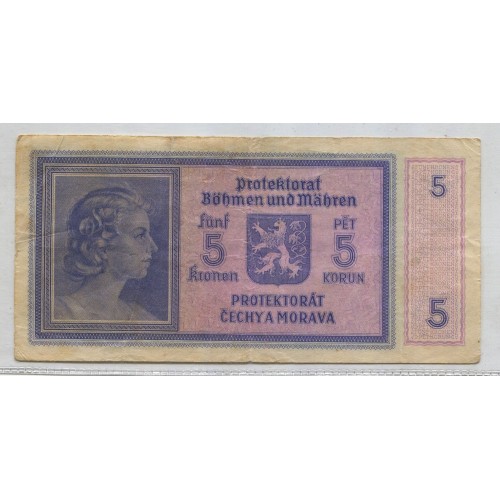 Protektorat
Böhmen und Mähren
fünf PĚT
5 5
Kronen KORUN
PROTEKTORÁT
ČECHY A MORAVA
5
5